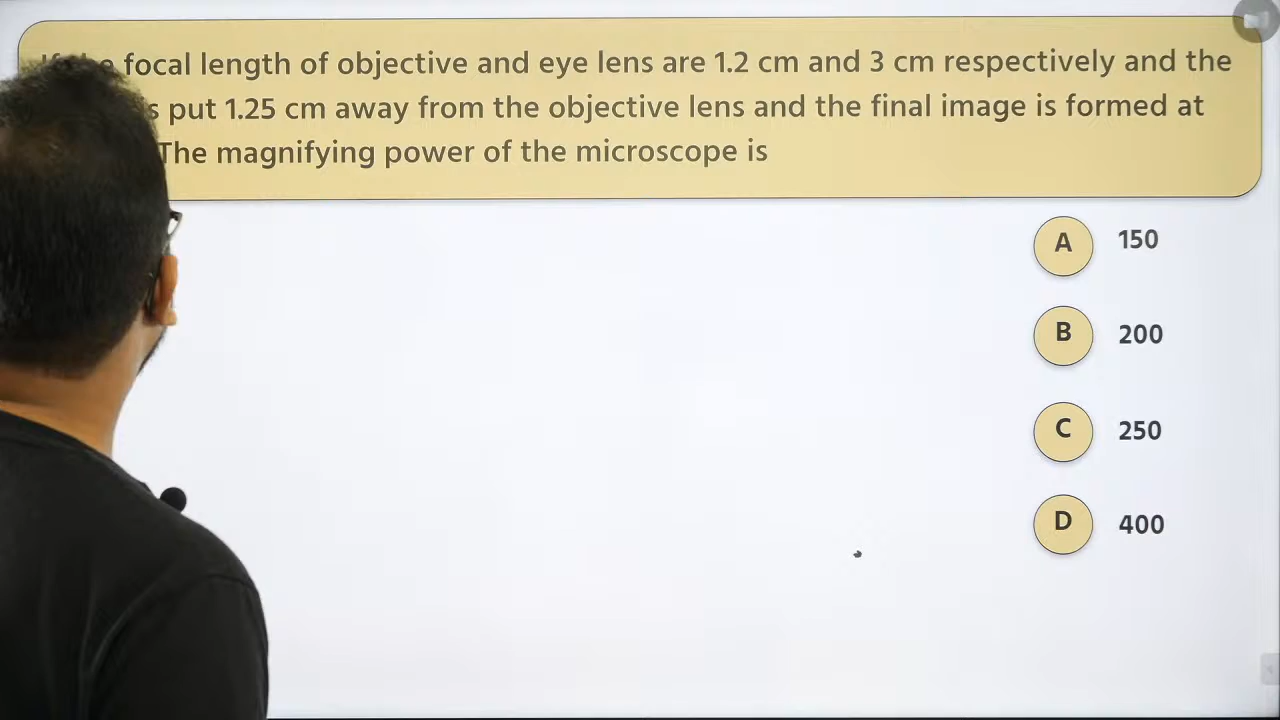 focal length of objective and eye lens are 1.2 cm and 3 cm respectively and the
put 1.25 cm away from the objective lens and the final image is formed at
The magnifying power of the microscope is
A 150
B 200
C 250
D 400